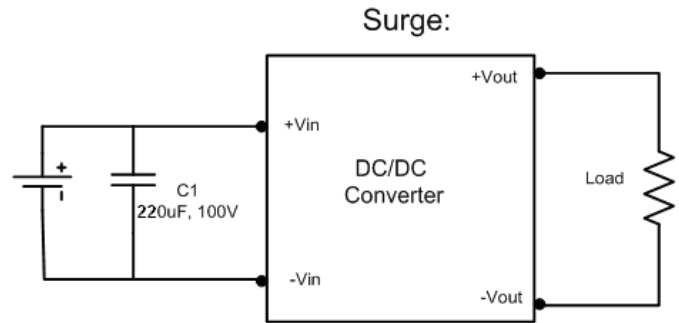 Surge:
+Vout
+Vin
+
-
DC/DC
Converter
Load
C1
220uF, 100V
-Vin
-Vout